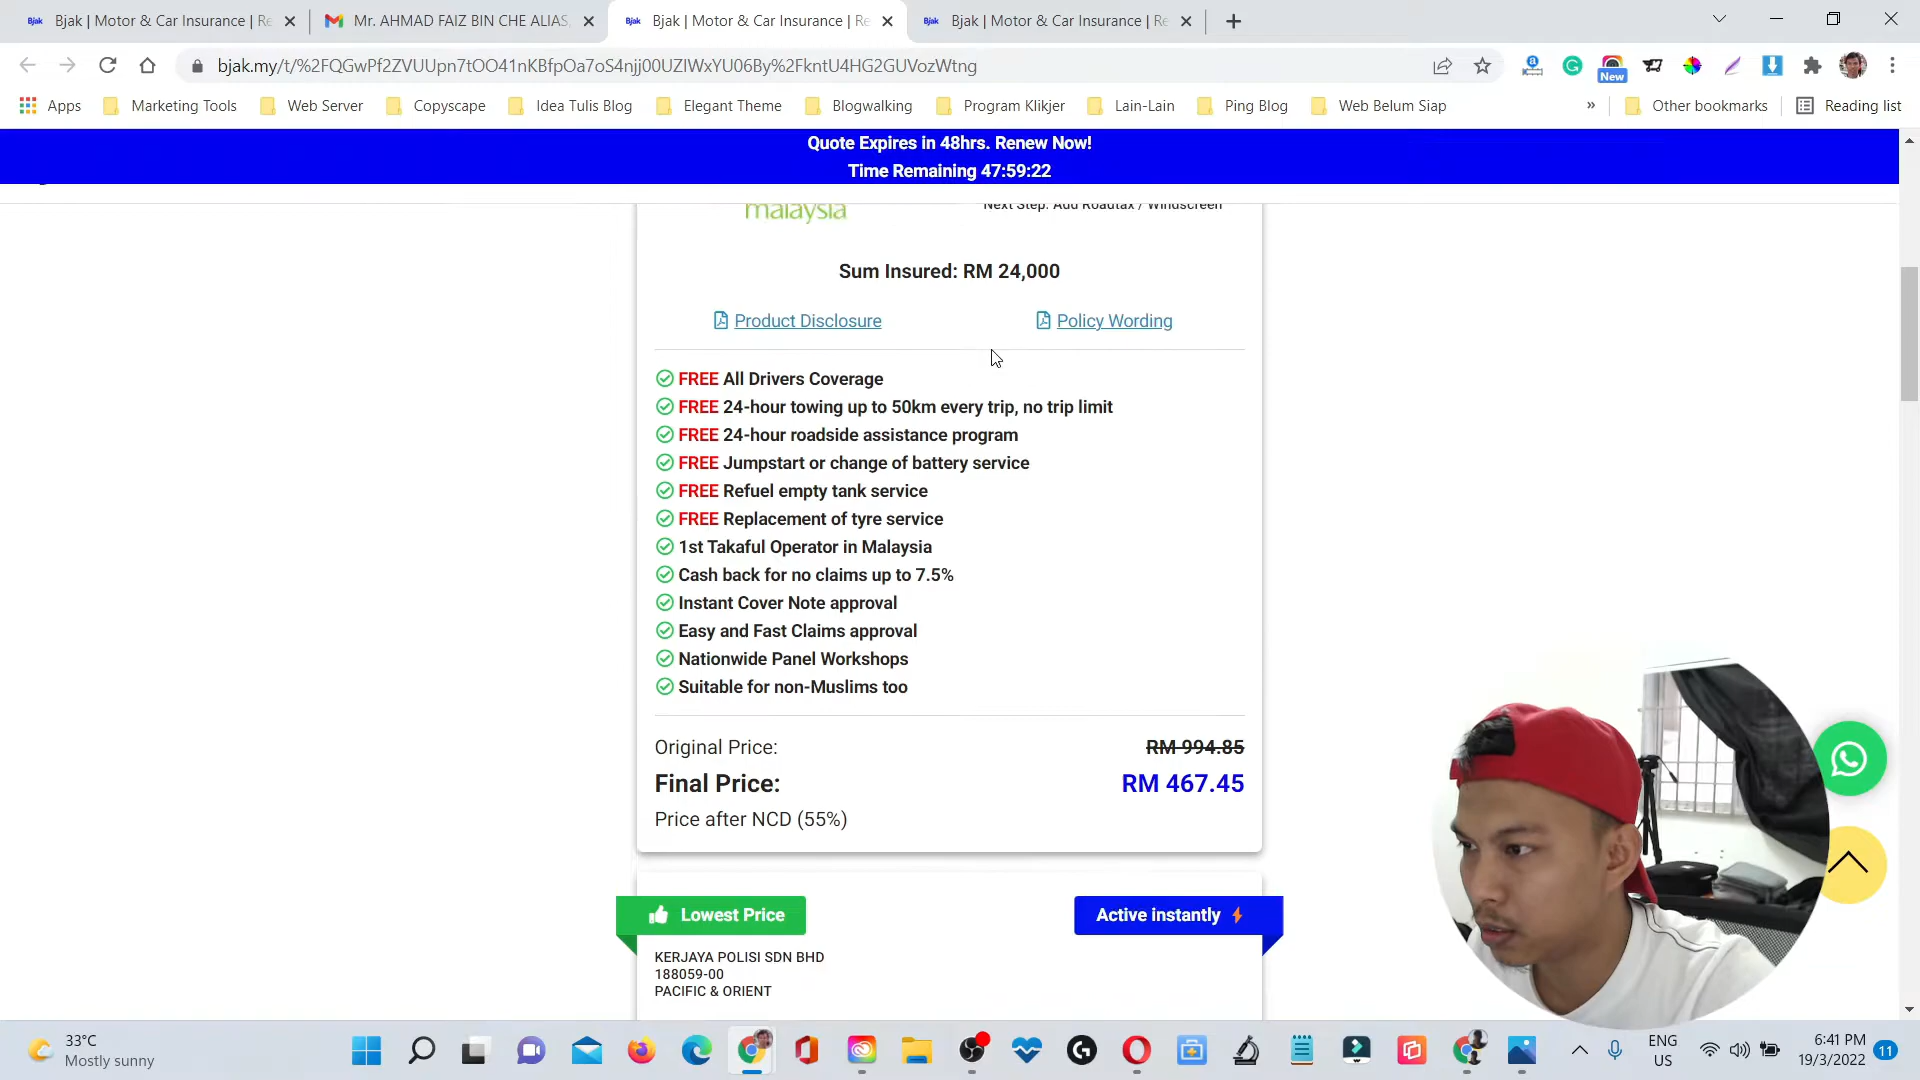 Bjak | Motor & Car Insurance | Re
Mr. AHMAD FAIZ BIN CHE ALIAS,
Bjak | Motor & Car Insurance | Re
Bjak | Motor & Car Insurance | Re
bjak.my/t/%2FQGwPf2ZVUUpn7tOO41nKBfpOa7oS4njj00UZIWxYU06By%2FkntU4HG2GUVozWtng
New
Apps
Marketing Tools
Web Server
Copyscape
Idea Tulis Blog
Elegant Theme
Blogwalking
Program Klikjer
Lain-Lain
Ping Blog
Web Belum Siap
»
Other bookmarks
Reading list
Quote Expires in 48hrs. Renew Now!
Time Remaining 47:59:22
malaysia
Next Step: Add Roadtax / Windscreen
Sum Insured: RM 24,000
Product Disclosure
Policy Wording
FREE All Drivers Coverage
FREE 24-hour towing up to 50km every trip, no trip limit
FREE 24-hour roadside assistance program
FREE Jumpstart or change of battery service
FREE Refuel empty tank service
FREE Replacement of tyre service
1st Takaful Operator in Malaysia
Cash back for no claims up to 7.5%
Instant Cover Note approval
Easy and Fast Claims approval
Nationwide Panel Workshops
Suitable for non-Muslims too
Original Price: RM 994.85
Final Price: RM 467.45
Price after NCD (55%)
Lowest Price
Active instantly
KERJAYA POLISI SDN BHD
188059-00
PACIFIC & ORIENT
33°C
Mostly sunny
ENG
US
6:41 PM
19/3/2022
11